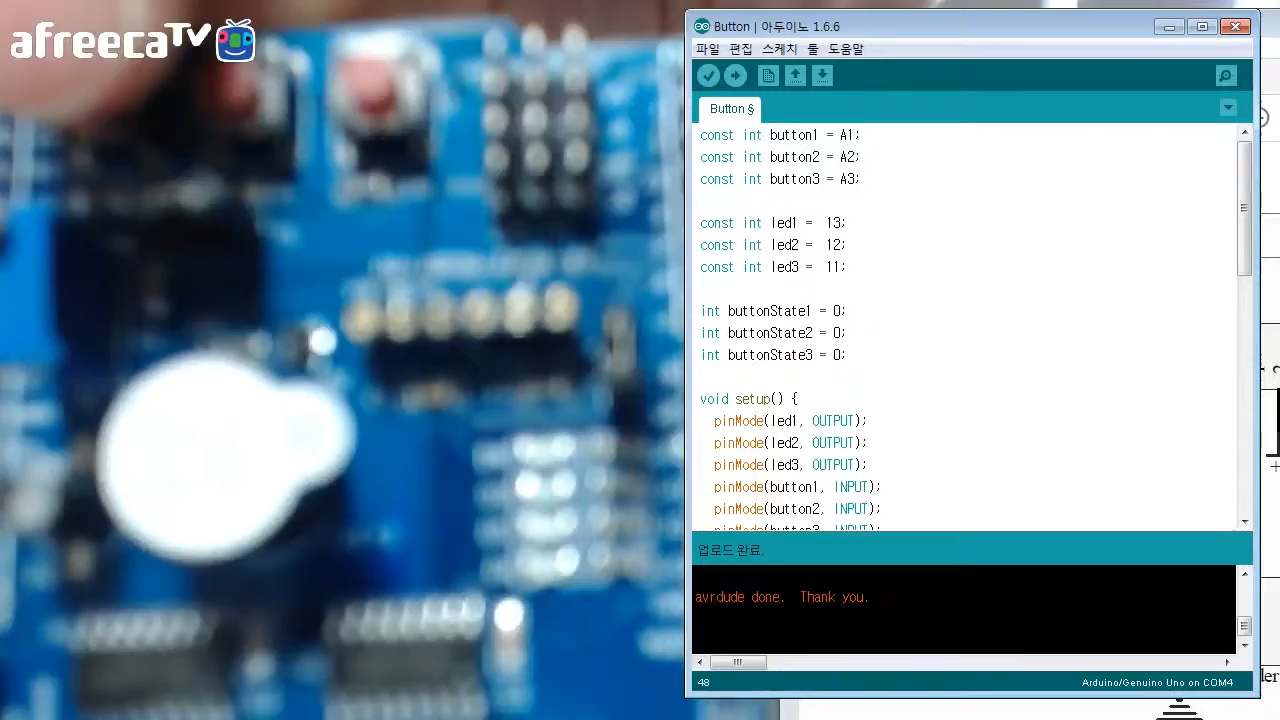 afreecaTV
Button | 아두이노 1.6.6
파일 편집 스케치 툴 도움말
Button §
const int button1 = A1;
const int button2 = A2;
const int button3 = A3;
const int led1 =  13;
const int led2 =  12;
const int led3 =  11;
int buttonState1 = 0;
int buttonState2 = 0;
int buttonState3 = 0;
void setup() {
pinMode(led1, OUTPUT);
pinMode(led2, OUTPUT);
pinMode(led3, OUTPUT);
pinMode(button1, INPUT);
pinMode(button2, INPUT);
pinMode(button3, INPUT);
업로드 완료.
avrdude done.  Thank you.
48
Arduino/Genuino Uno on COM4